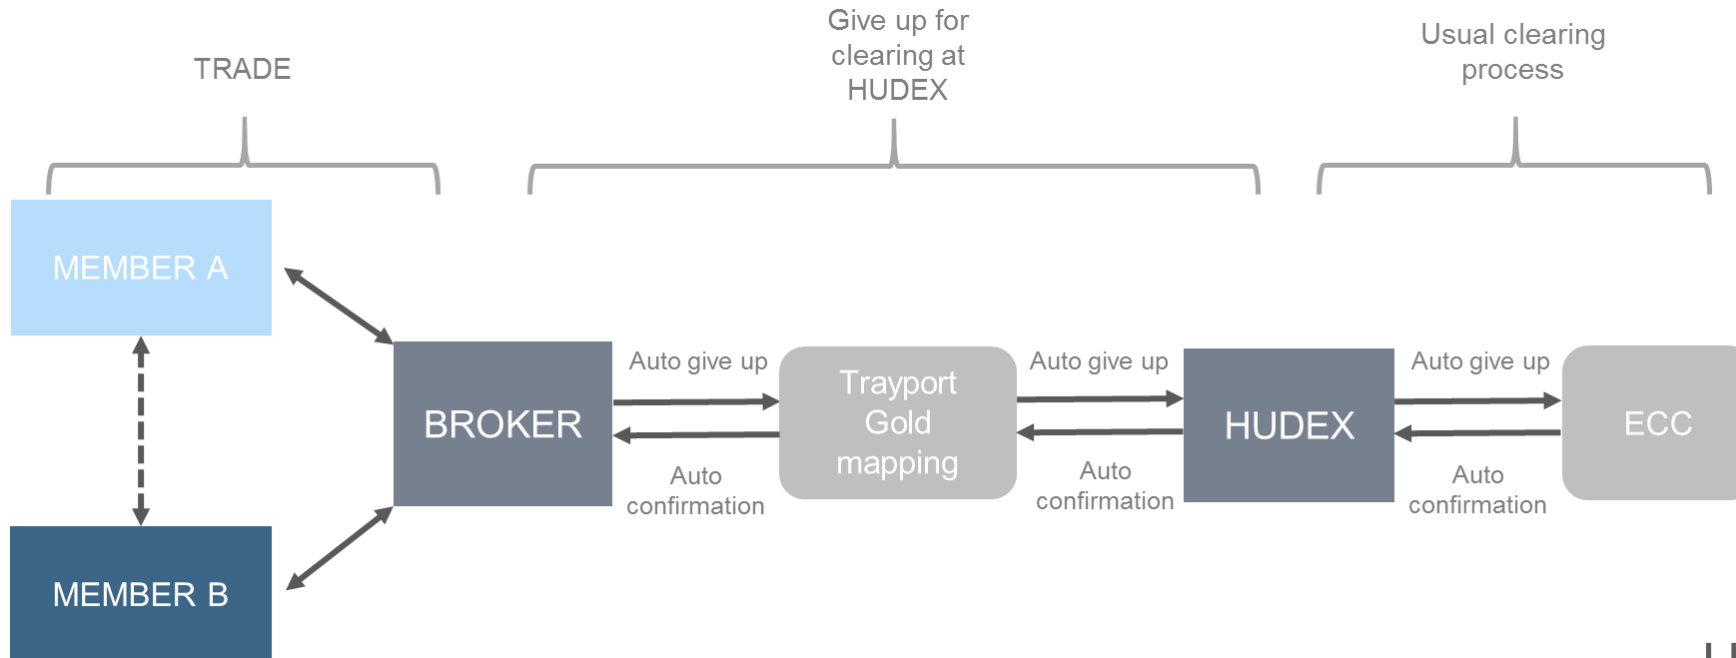 TRADE
Give up for
clearing at
HUDEX
Usual clearing
process
MEMBER A
MEMBER B
BROKER
Auto give up
Auto
confirmation
Trayport
Gold
mapping
Auto give up
Auto
confirmation
HUDEX
Auto give up
Auto
confirmation
ECC